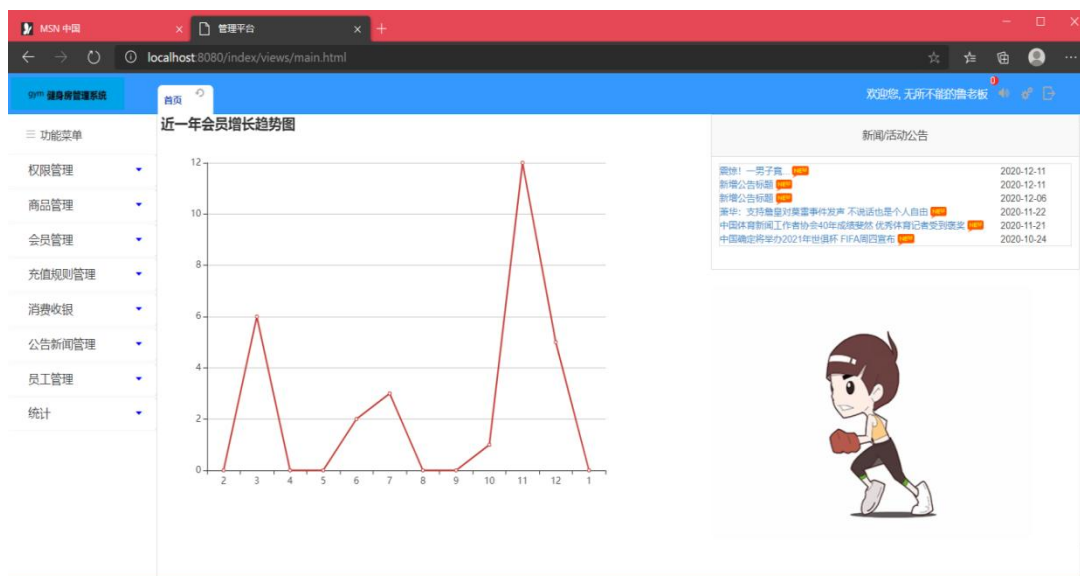 MSN 中国
管理平台
localhost:8080/index/views/main.html
gym 健身房管理系统
首页
欢迎您, 无所不能的鲁老板
0
功能菜单
权限管理
商品管理
会员管理
充值规则管理
消费收银
公告新闻管理
员工管理
统计
近一年会员增长趋势图
12
10
8
6
4
2
0
2 3 4 5 6 7 8 9 10 11 12 1
新闻/活动公告
震惊！一男子竟... NEW 2020-12-11
新增公告标题 NEW 2020-12-11
新增公告标题 NEW 2020-12-06
萧华：支持詹皇对莫雷事件发声 不说话也是个人自由 NEW 2020-11-22
中国体育新闻工作者协会40年成绩斐然 优秀体育记者受到褒奖 NEW 2020-11-21
中国确定将举办2021年世俱杯 FIFA周四宣布 NEW 2020-10-24